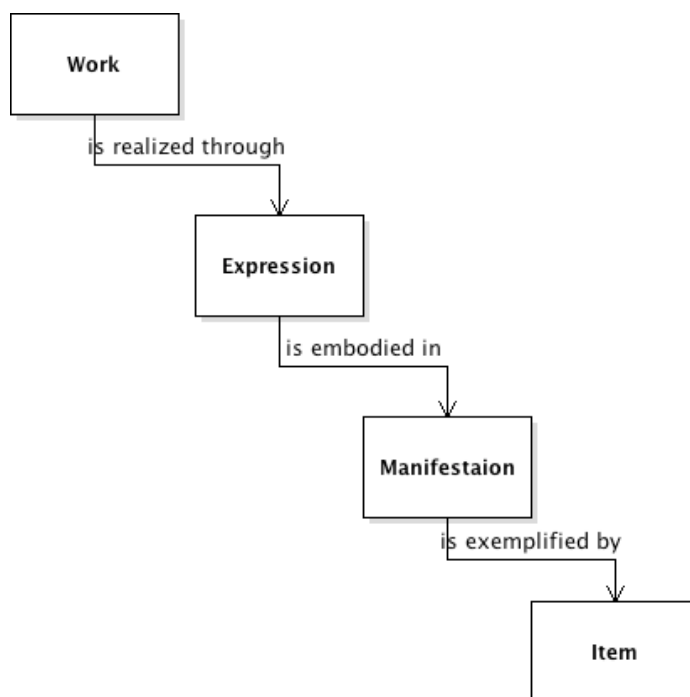 Work
is realized through
Expression
is embodied in
Manifestaion
is exemplified by
Item